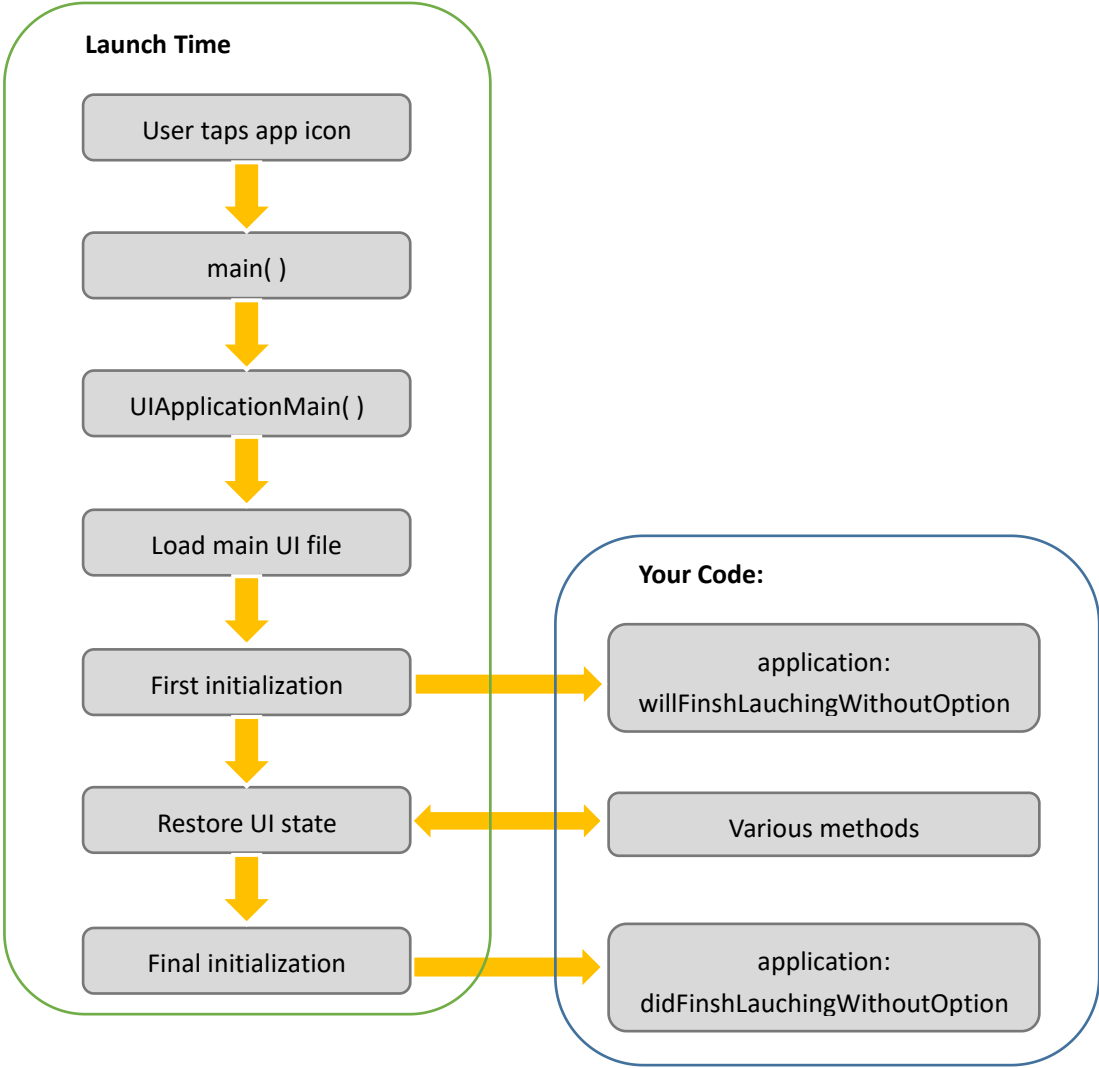 Launch Time
User taps app icon
main( )
UIApplicationMain( )
Load main UI file
First initialization
Restore UI state
Final initialization
Your Code:
application:
willFinshLauchingWithoutOption
Various methods
application:
didFinshLauchingWithoutOption